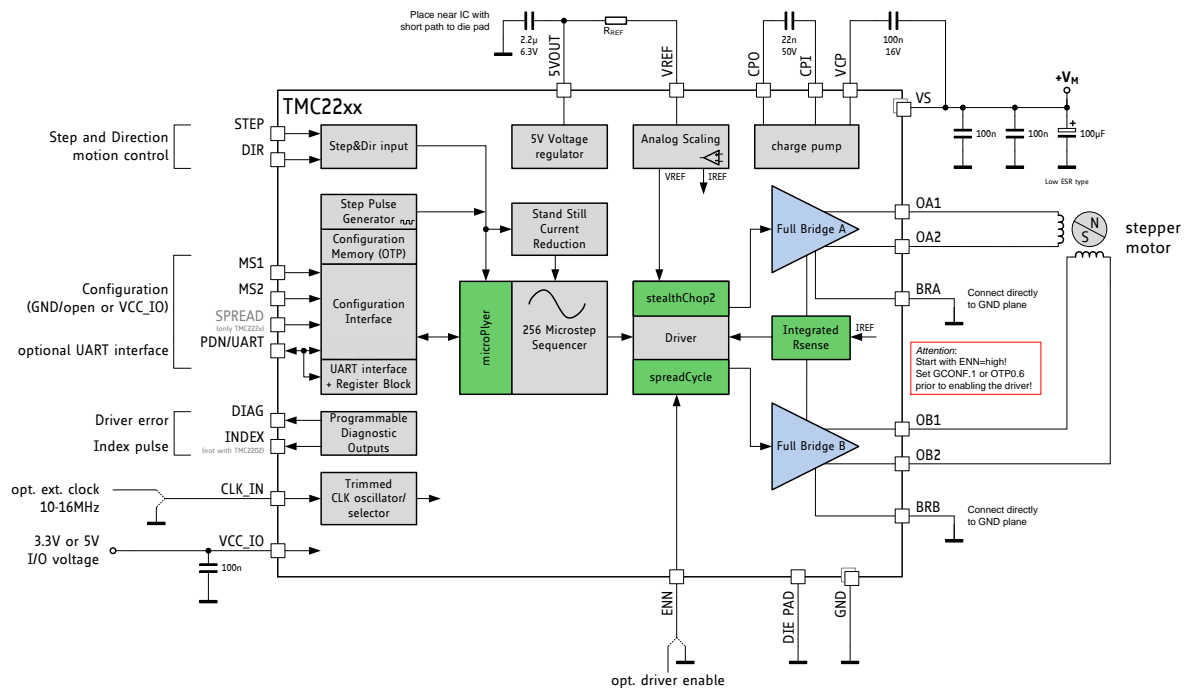 Place near IC with
short path to die pad
2.2µ
6.3V
5VOUT
RREF
VREF
CPO
22n
50V
CPI
VCP
100n
16V
+VM
VS
100n
100n
+
100µF
Low ESR type
TMC22xx
Step and Direction
motion control
STEP
DIR
Step&Dir input
5V Voltage
regulator
Analog Scaling
VREF
IREF
charge pump
Step Pulse
Generator
Configuration
Memory (OTP)
Stand Still
Current
Reduction
Full Bridge A
OA1
OA2
N
S
stepper
motor
Configuration
(GND/open or VCC_IO)
optional UART interface
MS1
MS2
SPREAD
(only TMC222x)
PDN/UART
Configuration
Interface
UART interface
+ Register Block
microPlyer
256 Microstep
Sequencer
stealthChop2
Driver
spreadCycle
Integrated
Rsense
IREF
BRA
Connect directly
to GND plane
Attention:
Start with ENN=high!
Set GCONF.1 or OTP0.6
prior to enabling the driver!
Driver error
Index pulse
DIAG
INDEX
(not with TMC2202)
Programmable
Diagnostic
Outputs
Full Bridge B
OB1
OB2
opt. ext. clock
10-16MHz
CLK_IN
Trimmed
CLK oscillator/
selector
BRB
Connect directly
to GND plane
3.3V or 5V
I/O voltage
VCC_IO
100n
ENN
DIE PAD
GND
opt. driver enable